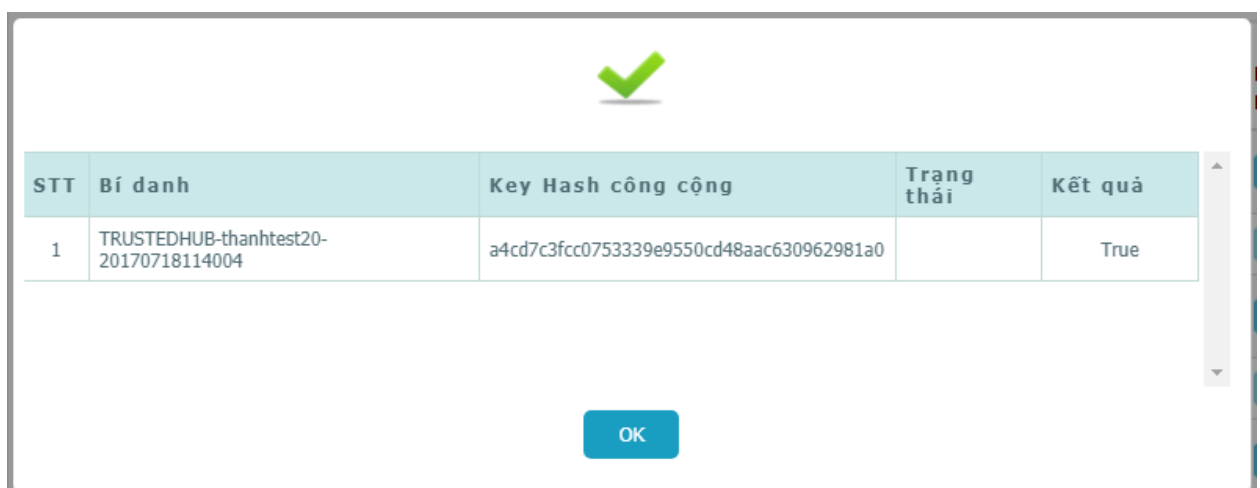 STT Bí danh Key Hash công cộng Trạng thái Kết quả
1 TRUSTEDHUB-thanhtest20-20170718114004 a4cd7c3fcc0753339e9550cd48aac630962981a0 True
OK